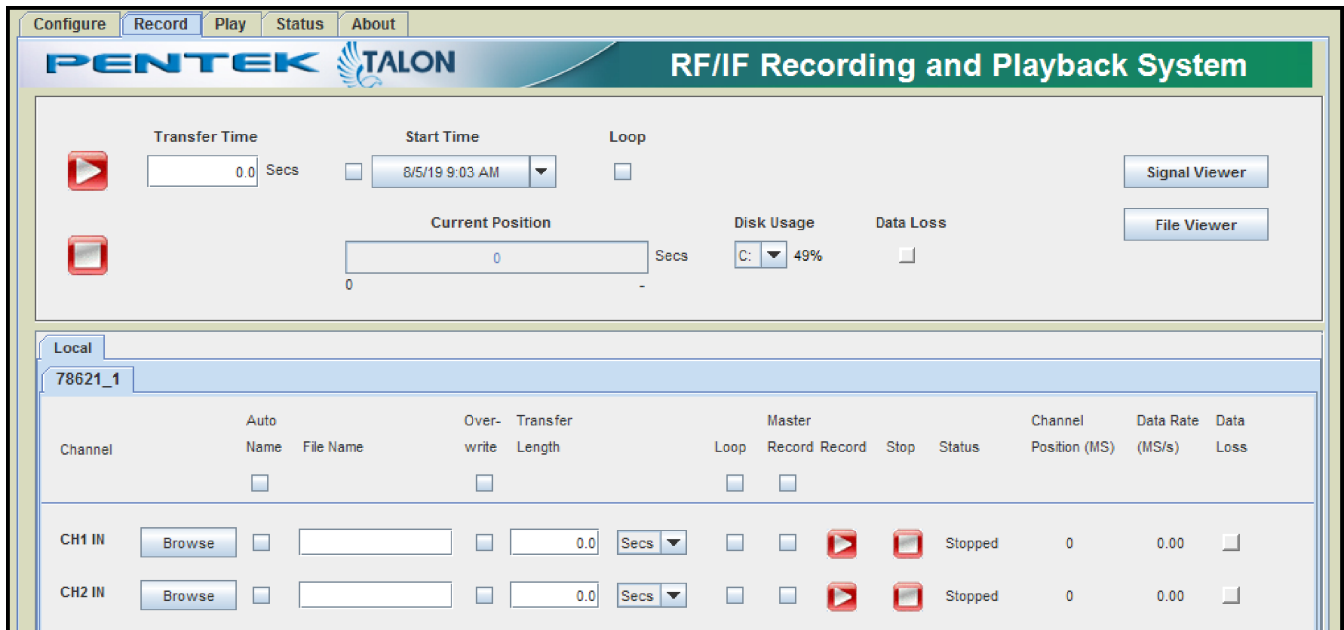 Configure Record Play Status About
PENTEK TALON RF/IF Recording and Playback System
Transfer Time Start Time Loop
0.0 Secs 8/5/19 9:03 AM Signal Viewer
Current Position Disk Usage Data Loss File Viewer
0 Secs C: 49%
0 -
Local
78621_1
Auto Over- Transfer Master Channel Data Rate Data
Channel Name File Name write Length Loop Record Record Stop Status Position (MS) (MS/s) Loss
CH1 IN Browse 0.0 Secs Stopped 0 0.00
CH2 IN Browse 0.0 Secs Stopped 0 0.00